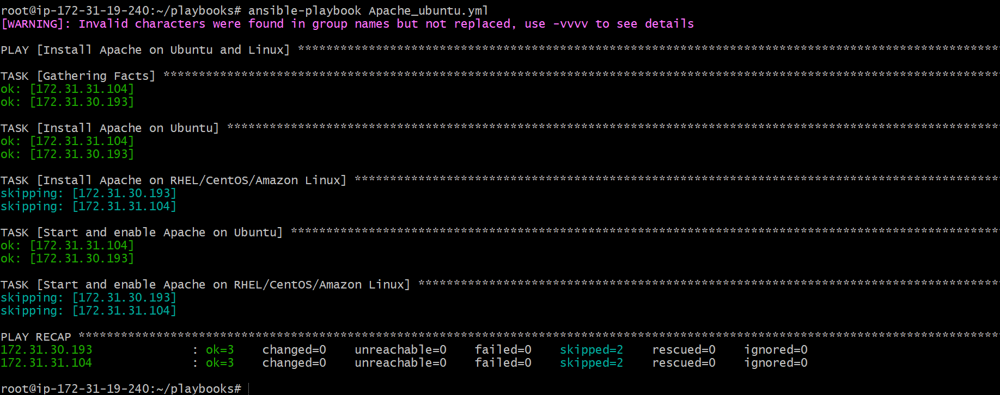 root@ip-172-31-19-240:~/playbooks# ansible-playbook Apache_ubuntu.yml
[WARNING]: Invalid characters were found in group names but not replaced, use -vvvv to see details
PLAY [Install Apache on Ubuntu and Linux] ***************************************************************************************************
TASK [Gathering Facts] **********************************************************************************************************************
ok: [172.31.31.104]
ok: [172.31.30.193]
TASK [Install Apache on Ubuntu] *************************************************************************************************************
ok: [172.31.31.104]
ok: [172.31.30.193]
TASK [Install Apache on RHEL/CentOS/Amazon Linux] *******************************************************************************************
skipping: [172.31.30.193]
skipping: [172.31.31.104]
TASK [Start and enable Apache on Ubuntu] ****************************************************************************************************
ok: [172.31.31.104]
ok: [172.31.30.193]
TASK [Start and enable Apache on RHEL/CentOS/Amazon Linux] **********************************************************************************
skipping: [172.31.30.193]
skipping: [172.31.31.104]
PLAY RECAP **********************************************************************************************************************************
172.31.30.193              : ok=3    changed=0    unreachable=0    failed=0    skipped=2    rescued=0    ignored=0
172.31.31.104              : ok=3    changed=0    unreachable=0    failed=0    skipped=2    rescued=0    ignored=0
root@ip-172-31-19-240:~/playbooks#